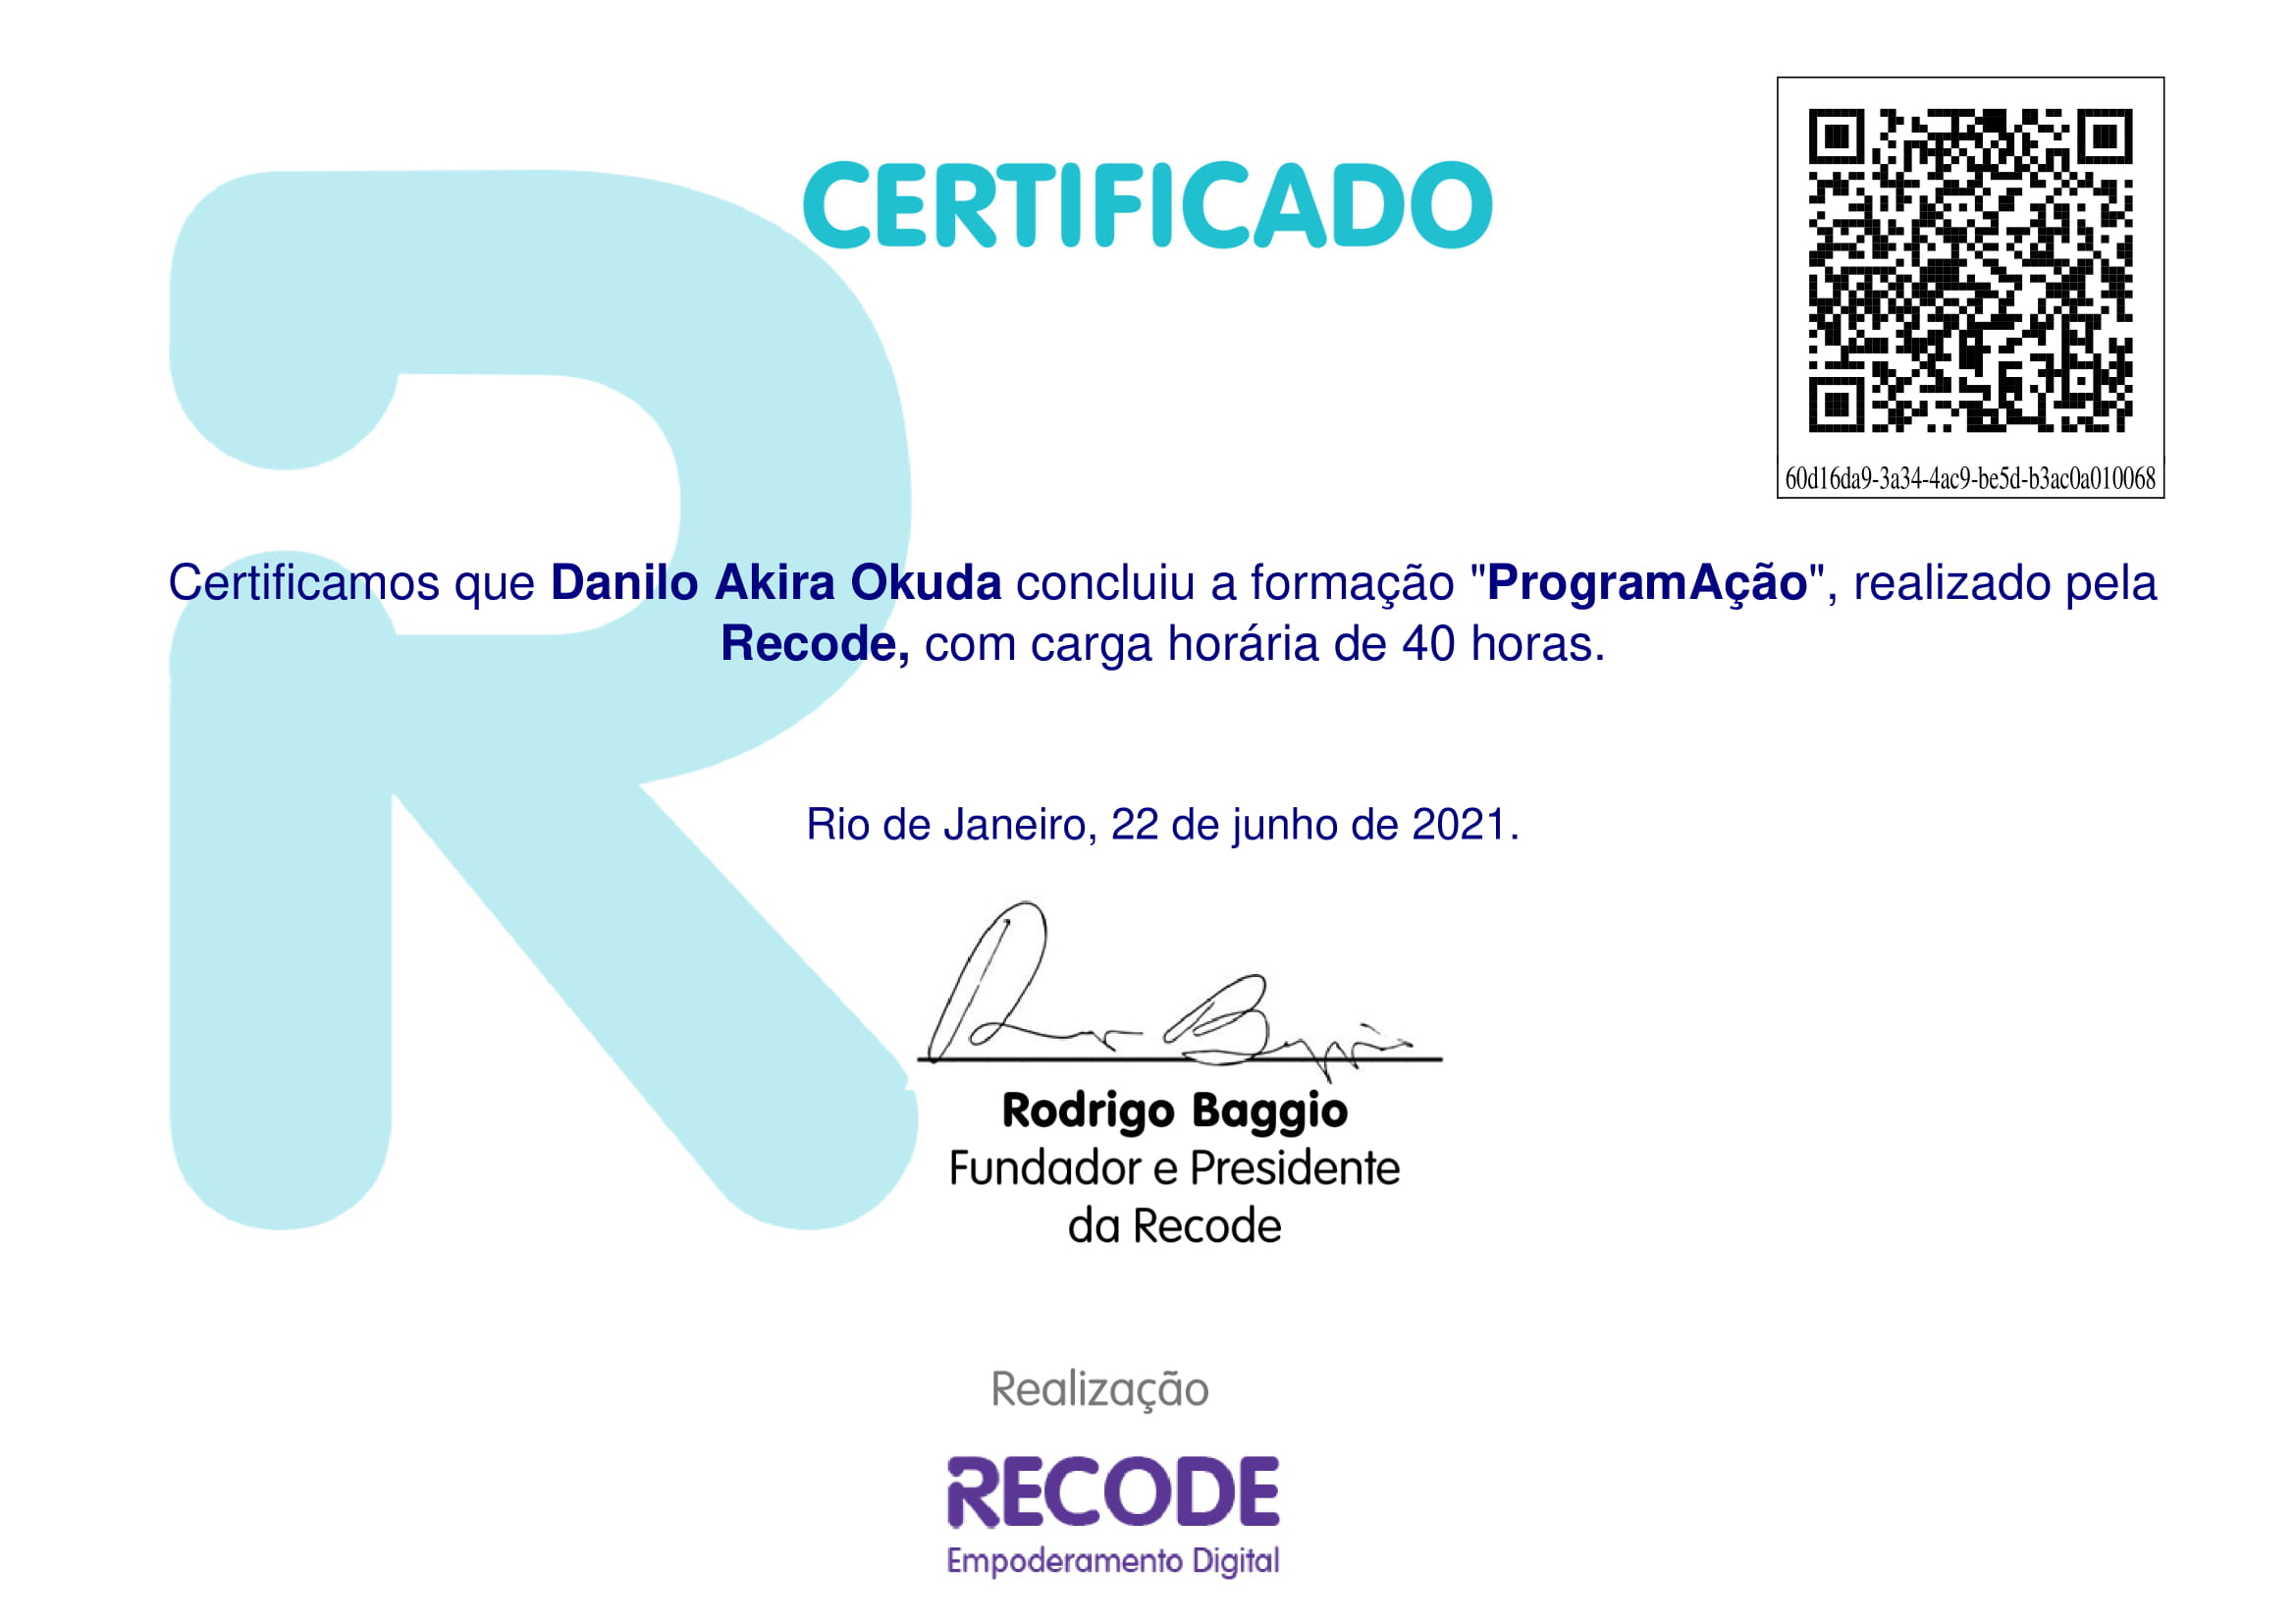 CERTIFICADO
60d16da9-3a34-4ac9-be5d-b3ac0a010068
Certificamos que Danilo Akira Okuda concluiu a formação "ProgramAção", realizado pela
Recode, com carga horária de 40 horas.
Rio de Janeiro, 22 de junho de 2021.
Rodrigo Baggio
Fundador e Presidente
da Recode
Realização
RECODE
Empoderamento Digital